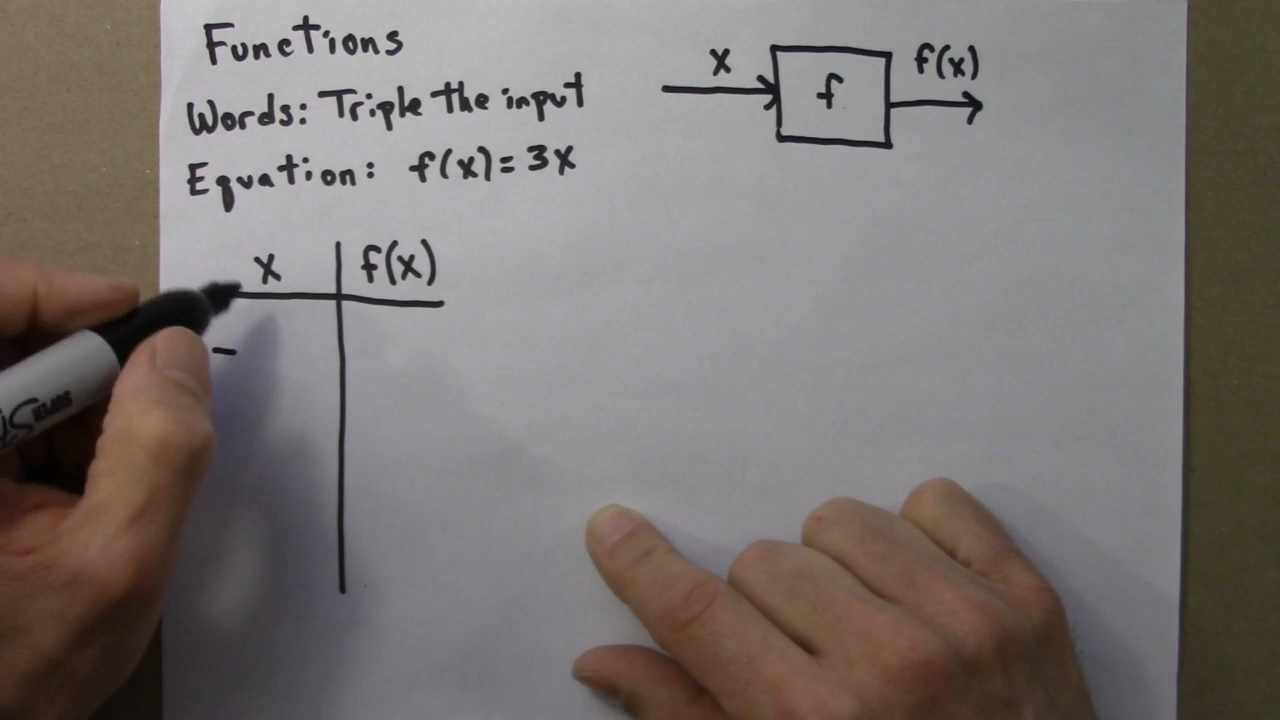 Functions
Words: Triple the input
Equation: f(x) = 3x
x f f(x)
x f(x)
-